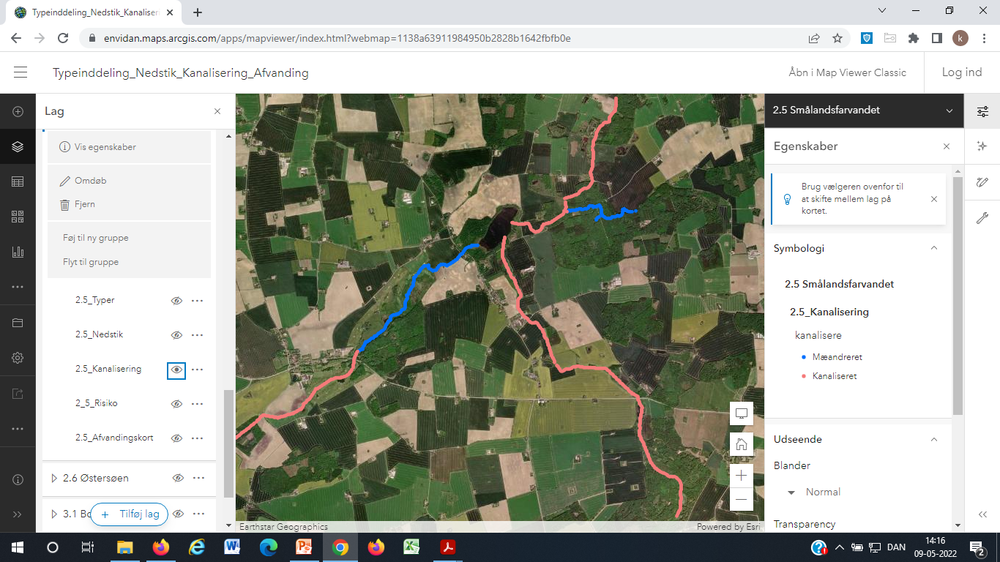 Typeinddeling_Nedstik_Kanaliseri
envidan.maps.arcgis.com/apps/mapviewer/index.html?webmap=1138a63911984950b2828b1642fbfb0e
k
Typeinddeling_Nedstik_Kanalisering_Afvanding
Åbn i Map Viewer Classic
Log ind
Lag
Vis egenskaber
Omdøb
Fjern
Føj til ny gruppe
Flyt til gruppe
2.5_Typer
2.5_Nedstik
2.5_Kanalisering
2_5_Risiko
2.5_Afvandingskort
2.6 Østersøen
3.1 Bo
Tilføj lag
Earthstar Geographics
Powered by Esri
2.5 Smålandsfarvandet
Egenskaber
Brug vælgeren ovenfor til
at skifte mellem lag på
kortet.
Symbologi
2.5 Smålandsfarvandet
2.5_Kanalisering
kanalisere
Mæandreret
Kanaliseret
Udseende
Blander
Normal
Transparency
DAN
14:16
09-05-2022
2